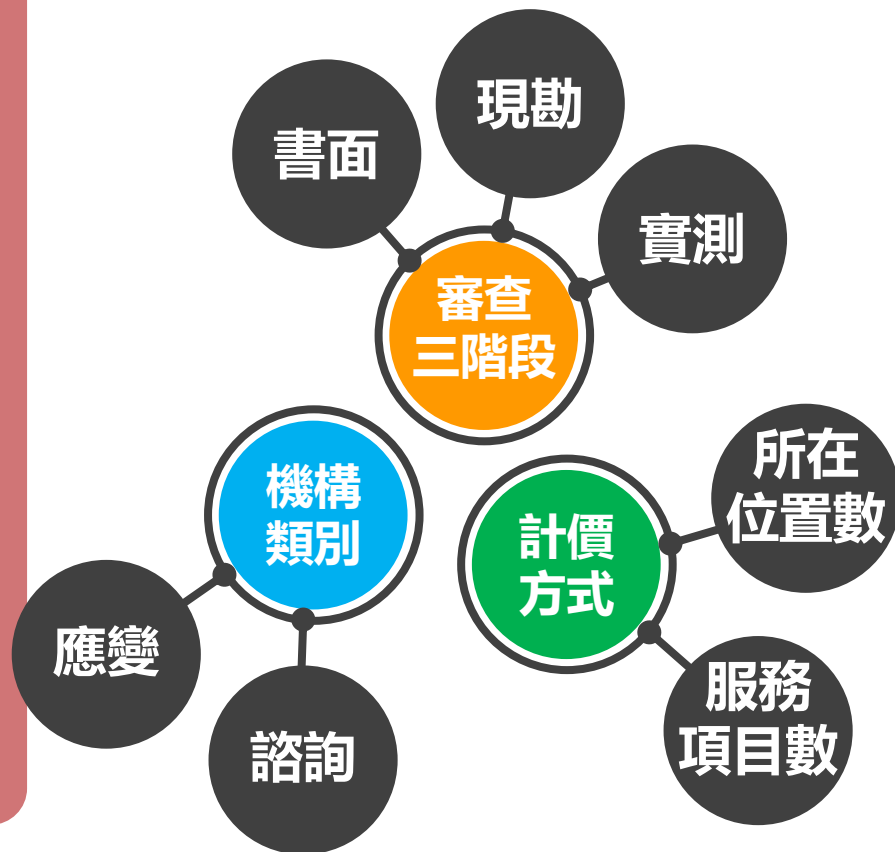 書面
現勘
實測
審查
三階段
機構
類別
應變
諮詢
計價
方式
所在
位置數
服務
項目數